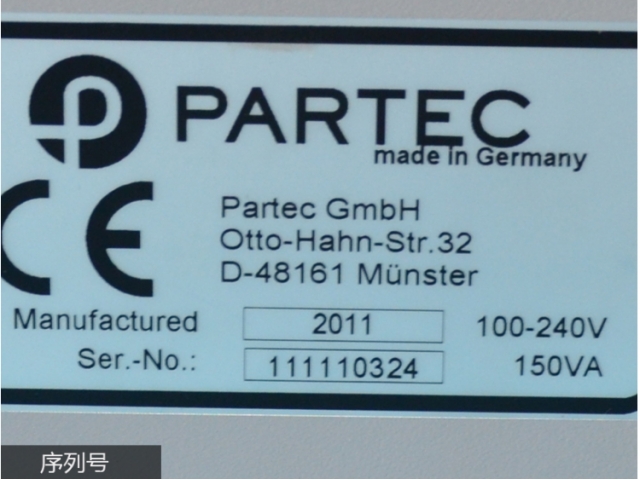 PARTEC
made in Germany
CE
Partec GmbH
Otto-Hahn-Str.32
D-48161 Münster
Manufactured 2011 100-240V
Ser.-No.: 111110324 150VA
序列号